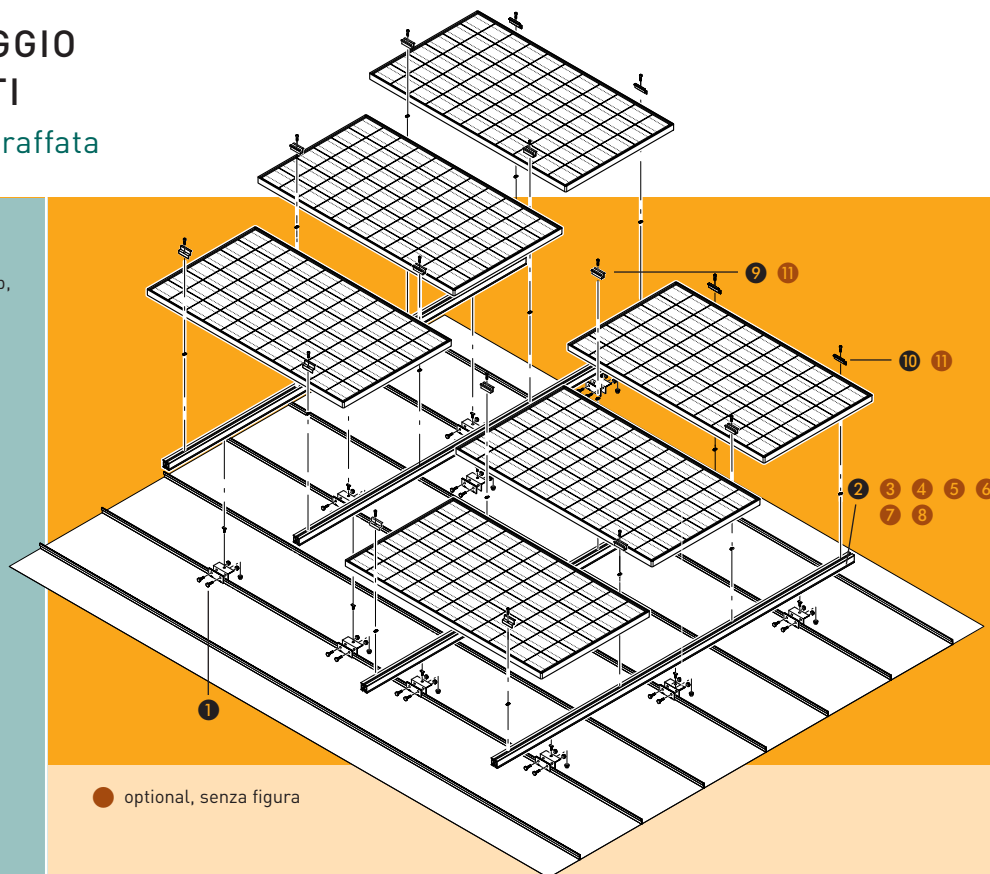 GGIO
TI
raffata
o,
9 11
10 11
2 3 4 5 6
7 8
1
optional, senza figura